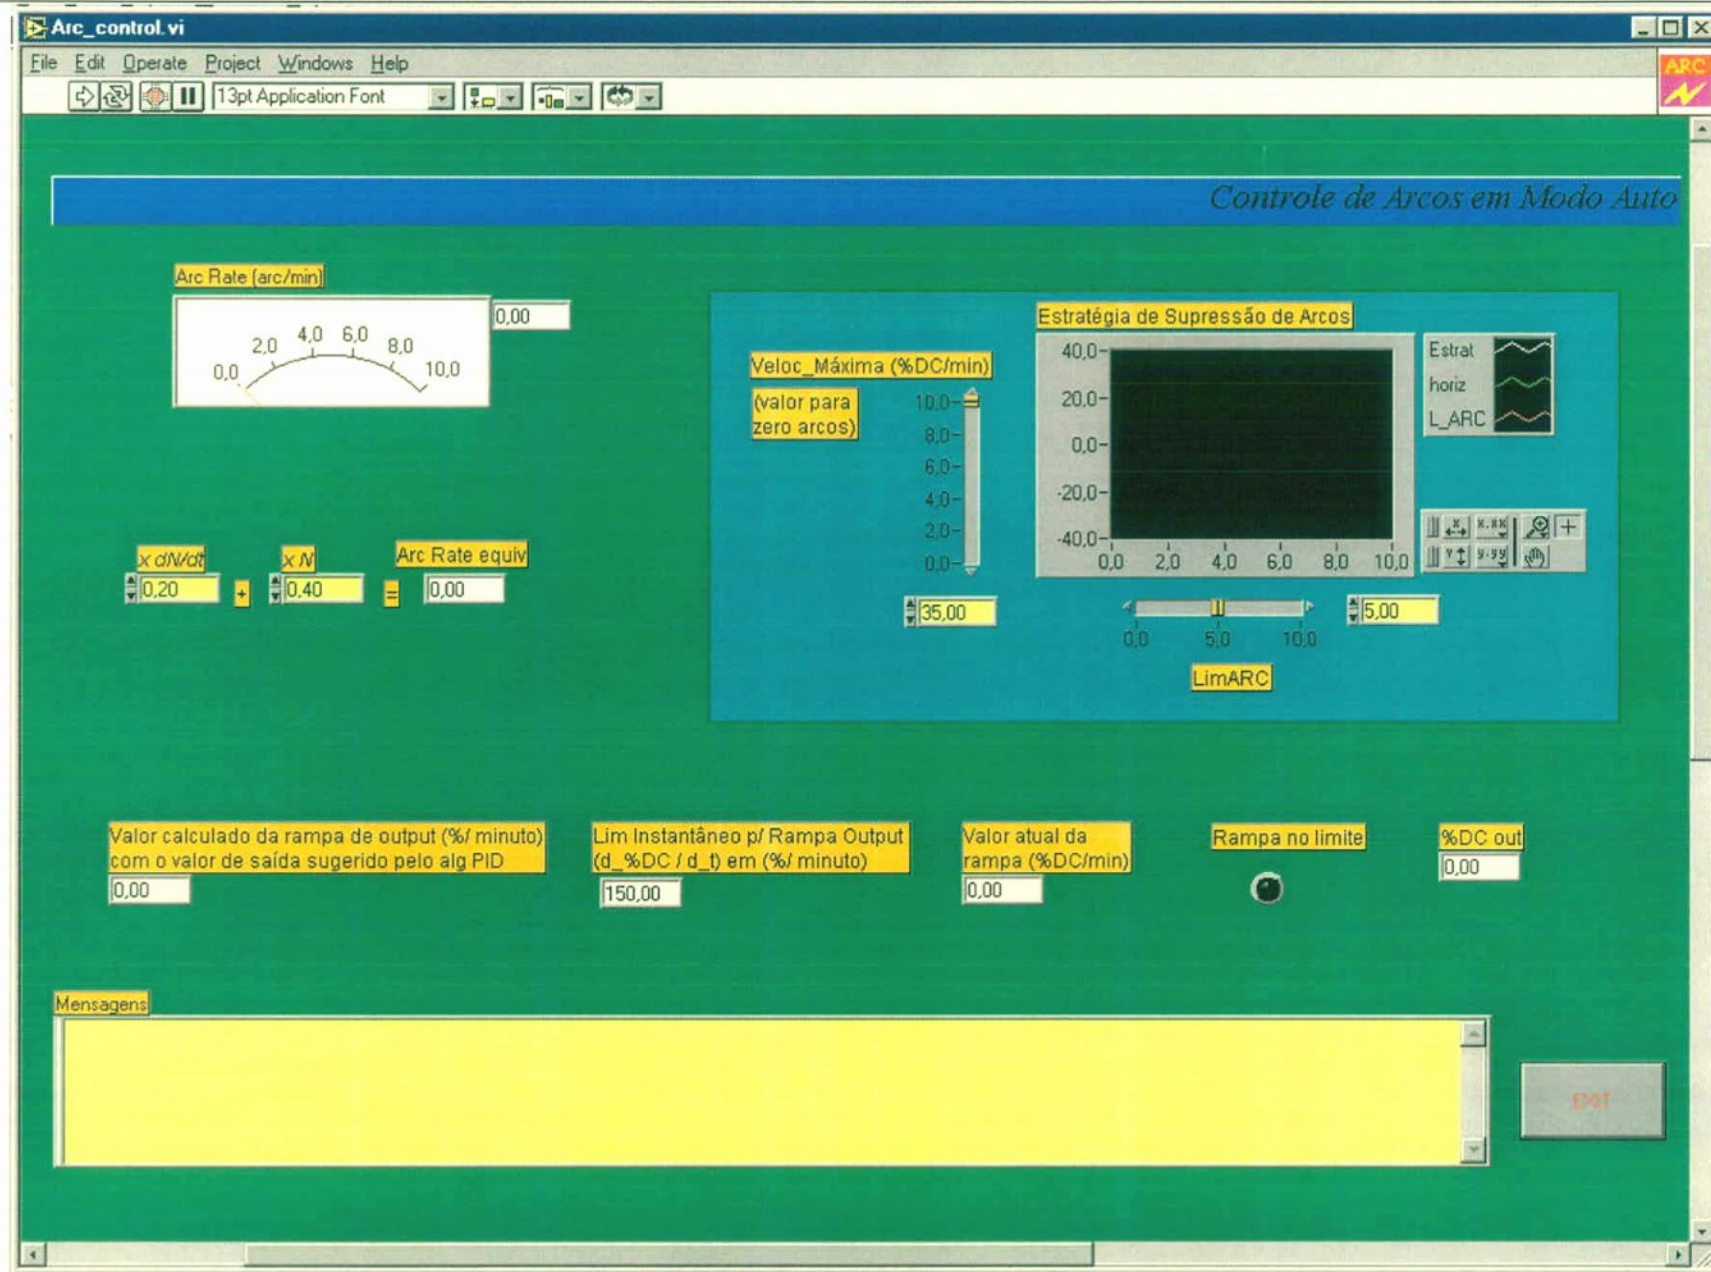 Arc_control.vi
File Edit Operate Project Windows Help
13pt Application Font
ARC
Controle de Arcos em Modo Auto
Arc Rate (arc/min)
0,00
0,0 2,0 4,0 6,0 8,0 10,0
x dN/dt
0,20
+
x N
0,40
=
Arc Rate equiv
0,00
Veloc_Máxima (%DC/min)
(valor para
zero arcos)
10,0
8,0
6,0
4,0
2,0
0,0
35,00
Estratégia de Supressão de Arcos
40,0
20,0
0,0
-20,0
-40,0
0,0 2,0 4,0 6,0 8,0 10,0
Estrat
horiz
L_ARC
X X.XX
Y Y.YY
0,0 5,0 10,0
5,00
LimARC
Valor calculado da rampa de output (%/ minuto)
com o valor de saída sugerido pelo alg PID
0,00
Lim Instantâneo p/ Rampa Output
(d_%DC / d_t) em (%/ minuto)
150,00
Valor atual da
rampa (%DC/min)
0,00
Rampa no limite
%DC out
0,00
Mensagens
EXIT